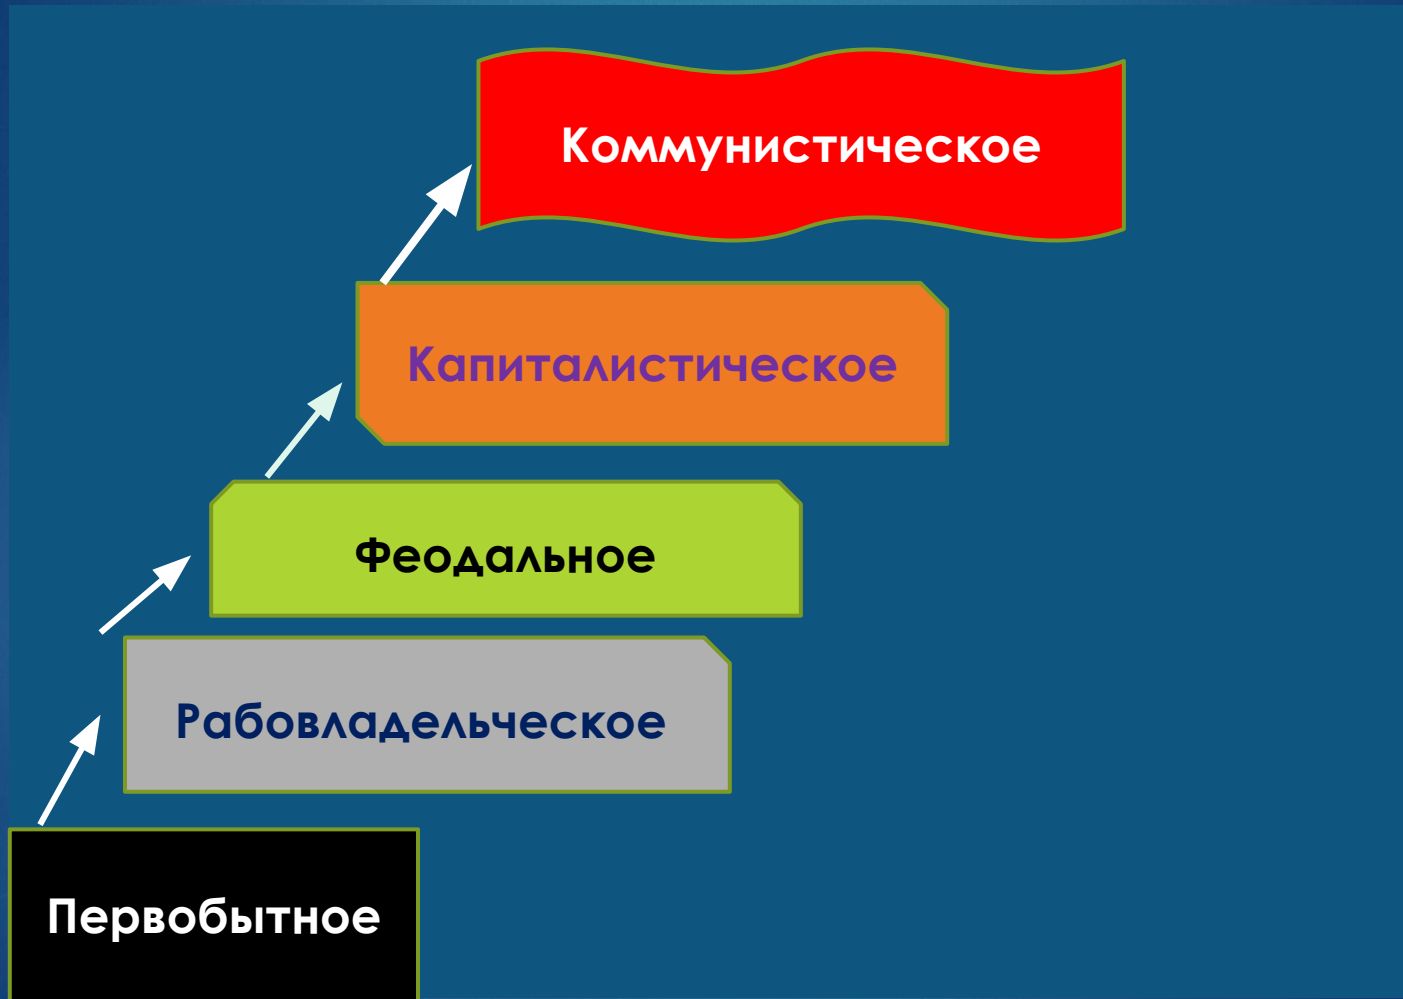 Коммунистическое
Капиталистическое
Феодальное
Рабовладельческое
Первобытное